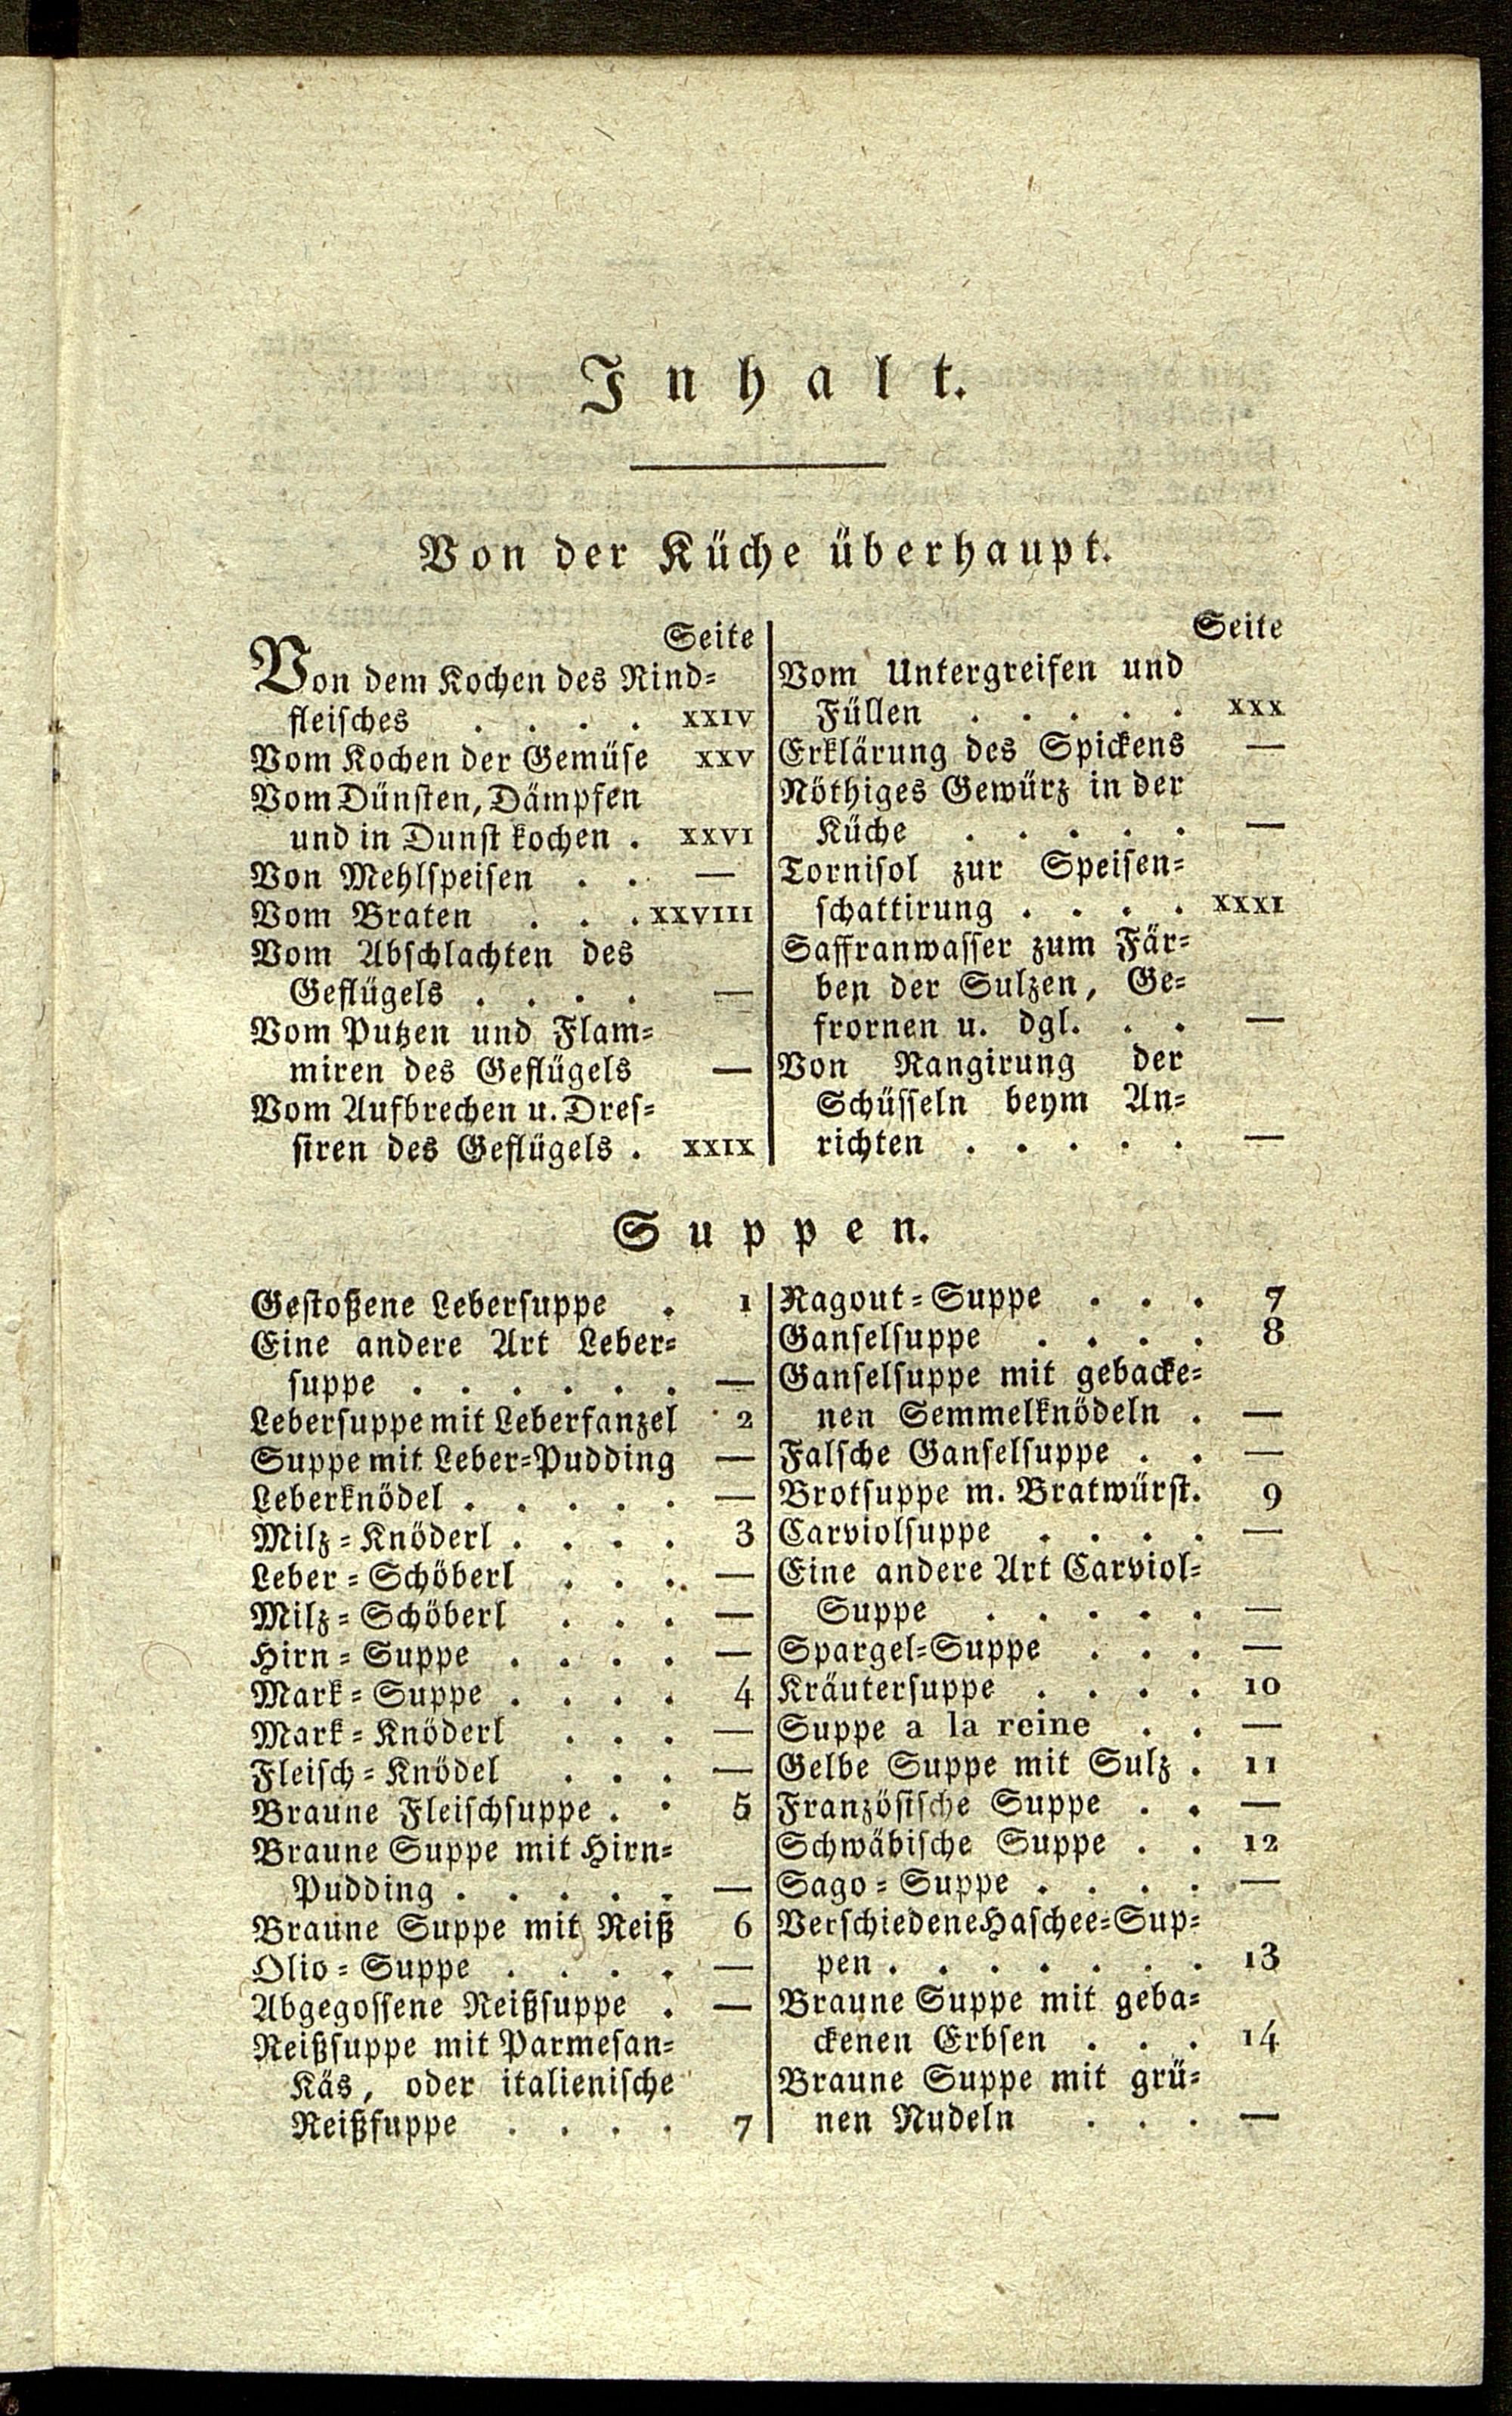 Inhalt.
Von der Küche überhaupt.
Seite
Von dem Kochen des Rind-
fleisches . . . . XXIV
Vom Kochen der Gemüse XXV
Vom Dünsten, Dämpfen
und in Dunst kochen . XXVI
Von Mehlspeisen . . —
Vom Braten . . . XXVIII
Vom Abschlachten des
Geflügels . . . . —
Vom Putzen und Flam-
miren des Geflügels —
Vom Aufbrechen u. Dres-
siren des Geflügels . XXIX
Seite
Vom Untergreifen und
Füllen . . . . . XXX
Erklärung des Spickens —
Nöthiges Gewürz in der
Küche . . . . . —
Tornisol zur Speisen-
schattirung . . . . XXXI
Saffranwasser zum Fär-
ben der Sulzen, Ge-
frornen u. dgl. . . —
Von Rangirung der
Schüsseln beym An-
richten . . . . . —
Suppen.
Gestoßene Lebersuppe . 1
Eine andere Art Leber-
suppe . . . . . . —
Lebersuppe mit Leberfanzel 2
Suppe mit Leber-Pudding —
Leberknödel . . . . . —
Milz-Knöderl . . . . 3
Leber-Schöberl . . . —
Milz-Schöberl . . . —
Hirn-Suppe . . . . —
Mark-Suppe . . . . 4
Mark-Knöderl . . . —
Fleisch-Knödel . . . —
Braune Fleischsuppe . . 5
Braune Suppe mit Hirn-
Pudding . . . . . —
Braune Suppe mit Reiß 6
Olio-Suppe . . . . —
Abgegossene Reißsuppe . —
Reißsuppe mit Parmesan-
Käs, oder italienische
Reißsuppe . . . . 7
Ragout-Suppe . . . 7
Ganselsuppe . . . . 8
Ganselsuppe mit gebacke-
nen Semmelknödeln . —
Falsche Ganselsuppe . . —
Brotsuppe m. Bratwürst. 9
Carviolsuppe . . . . —
Eine andere Art Carviol-
Suppe . . . . . —
Spargel-Suppe . . . —
Kräutersuppe . . . . 10
Suppe a la reine . . —
Gelbe Suppe mit Sulz . 11
Französische Suppe . . —
Schwäbische Suppe . . 12
Sago-Suppe . . . . —
Verschiedene Haschee-Sup-
pen . . . . . . . 13
Braune Suppe mit geba-
ckenen Erbsen . . . 14
Braune Suppe mit grü-
nen Nudeln . . . —